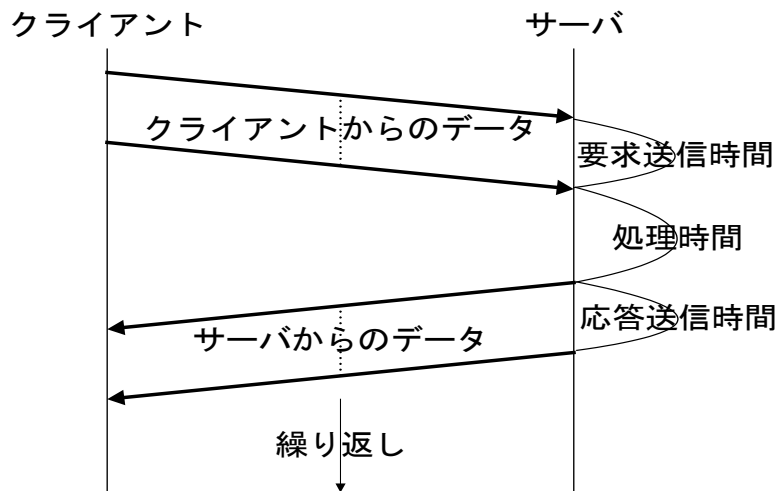 クライアント
サーバ
クライアントからのデータ
要求送信時間
処理時間
応答送信時間
サーバからのデータ
繰り返し